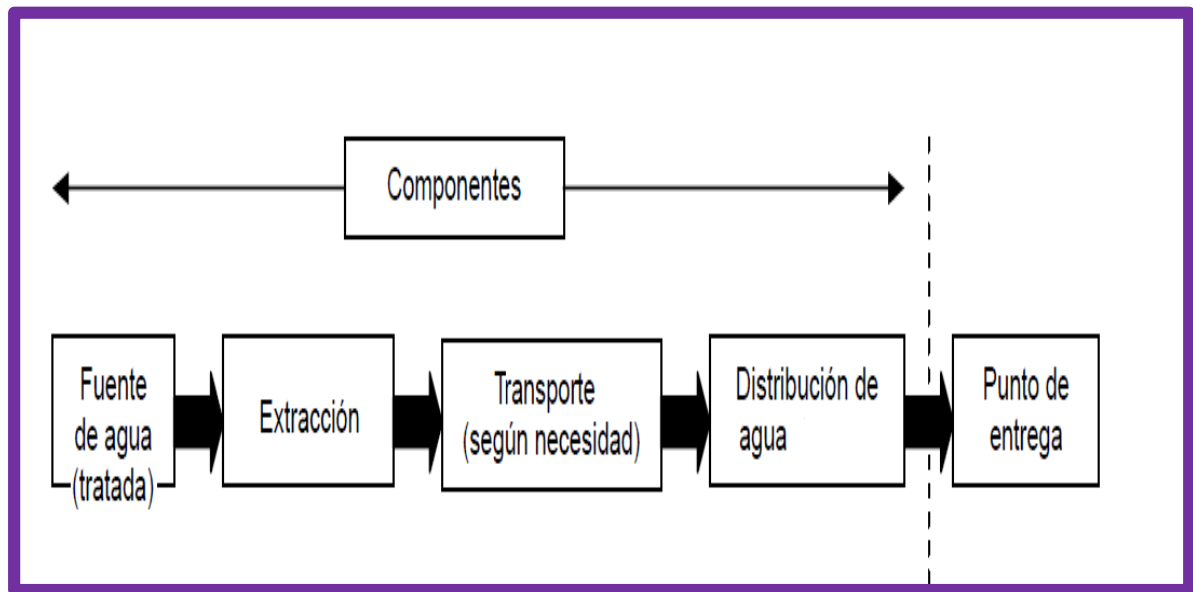 Componentes
Fuente
de agua
(tratada)
Extracción
Transporte
(según necesidad)
Distribución de
agua
Punto de
entrega